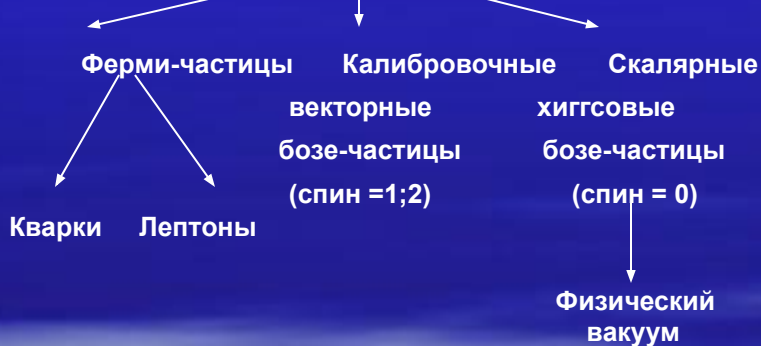 Ферми-частицы Калибровочные Скалярные
векторные хиггсовые
бозе-частицы бозе-частицы
(спин =1;2) (спин = 0)
Кварки Лептоны
Физический
вакуум